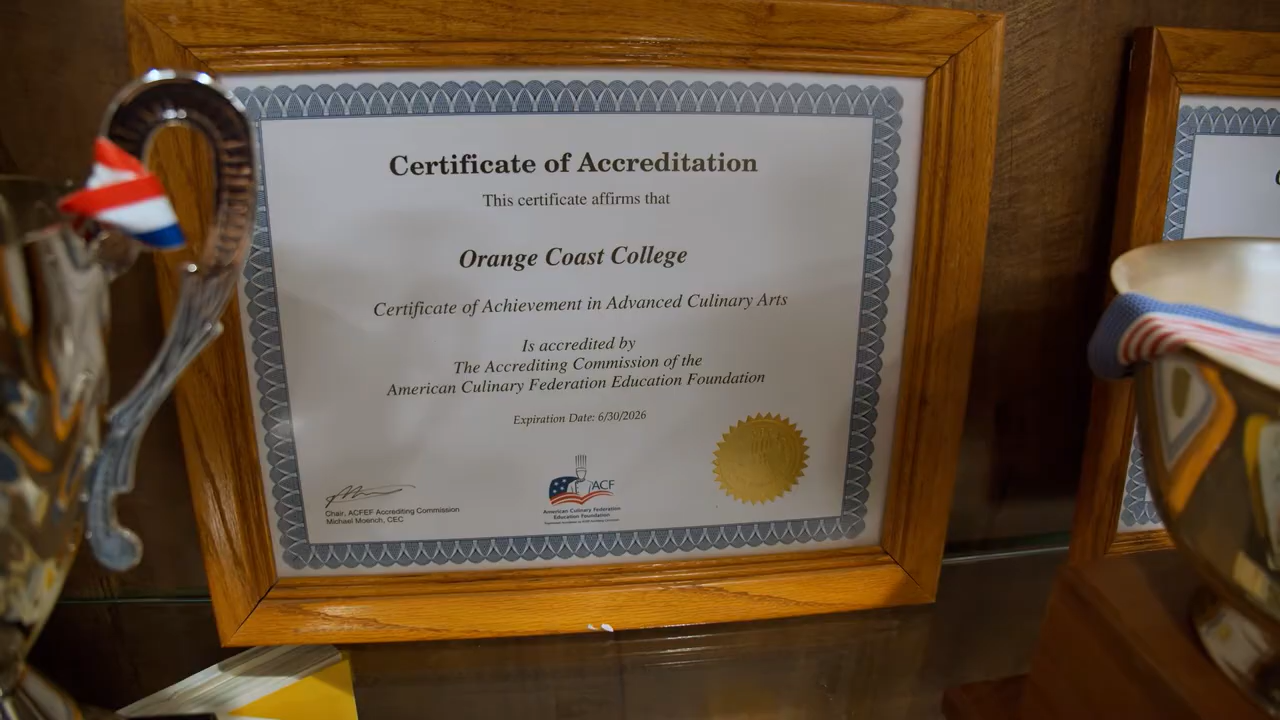 Certificate of Accreditation
This certificate affirms that
Orange Coast College
Certificate of Achievement in Advanced Culinary Arts
Is accredited by
The Accrediting Commission of the
American Culinary Federation Education Foundation
Expiration Date: 6/30/2026
Chair, ACFEF Accrediting Commission
Michael Moench, CEC
ACF
American Culinary Federation
Education Foundation